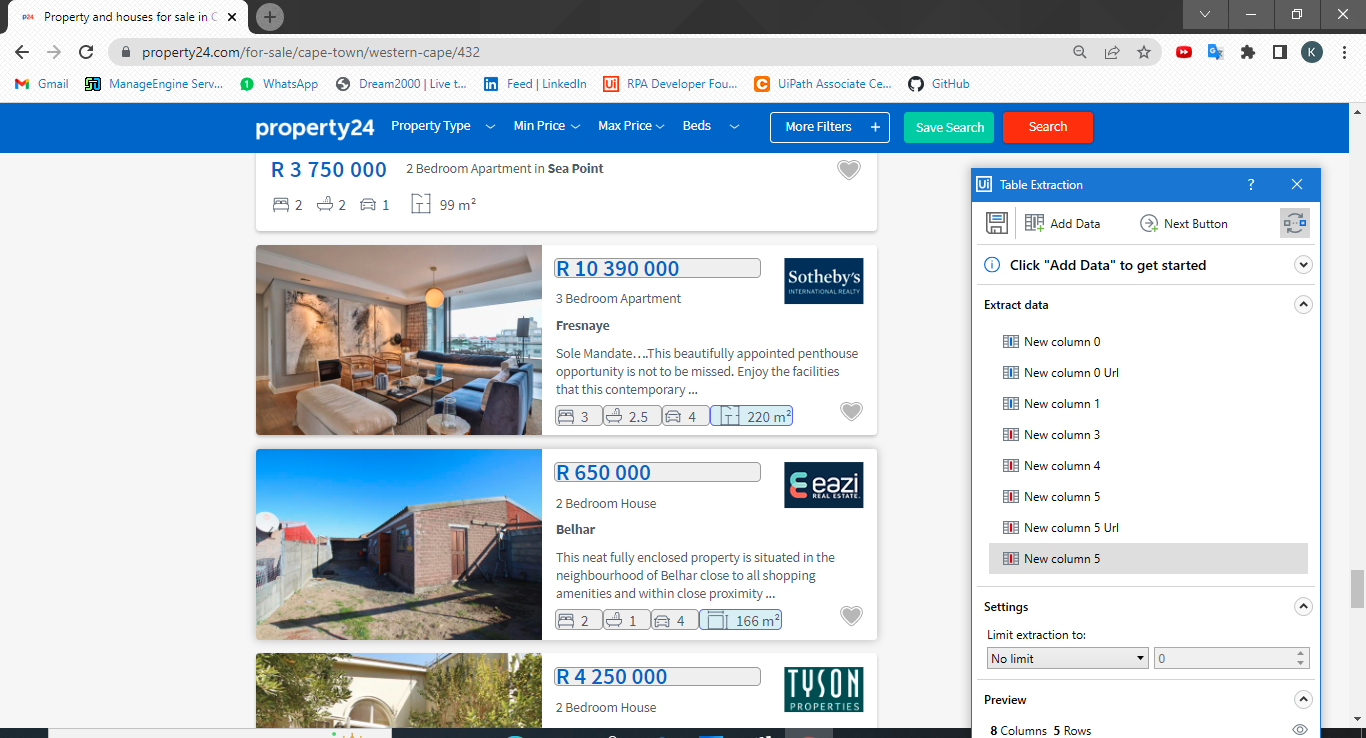 p24 Property and houses for sale in C
property24.com/for-sale/cape-town/western-cape/432
K
Gmail
ManageEngine Serv...
WhatsApp
Dream2000 | Live t...
Feed | LinkedIn
RPA Developer Fou...
UiPath Associate Ce...
GitHub
property24
Property Type
Min Price
Max Price
Beds
More Filters +
Save Search
Search
R 3 750 000
2 Bedroom Apartment in Sea Point
2 2 1 99 m²
R 10 390 000
3 Bedroom Apartment
Fresnaye
Sole Mandate….This beautifully appointed penthouse
opportunity is not to be missed. Enjoy the facilities
that this contemporary ...
3 2.5 4 220 m²
Sotheby's
INTERNATIONAL REALTY
R 650 000
2 Bedroom House
Belhar
This neat fully enclosed property is situated in the
neighbourhood of Belhar close to all shopping
amenities and within close proximity ...
2 1 4 166 m²
eazi
REAL ESTATE.
R 4 250 000
2 Bedroom House
TYSON
PROPERTIES
Ui Table Extraction ?
Add Data
Next Button
Click "Add Data" to get started
Extract data
New column 0
New column 0 Url
New column 1
New column 3
New column 4
New column 5
New column 5 Url
New column 5
Settings
Limit extraction to:
No limit
0
Preview
8 Columns 5 Rows